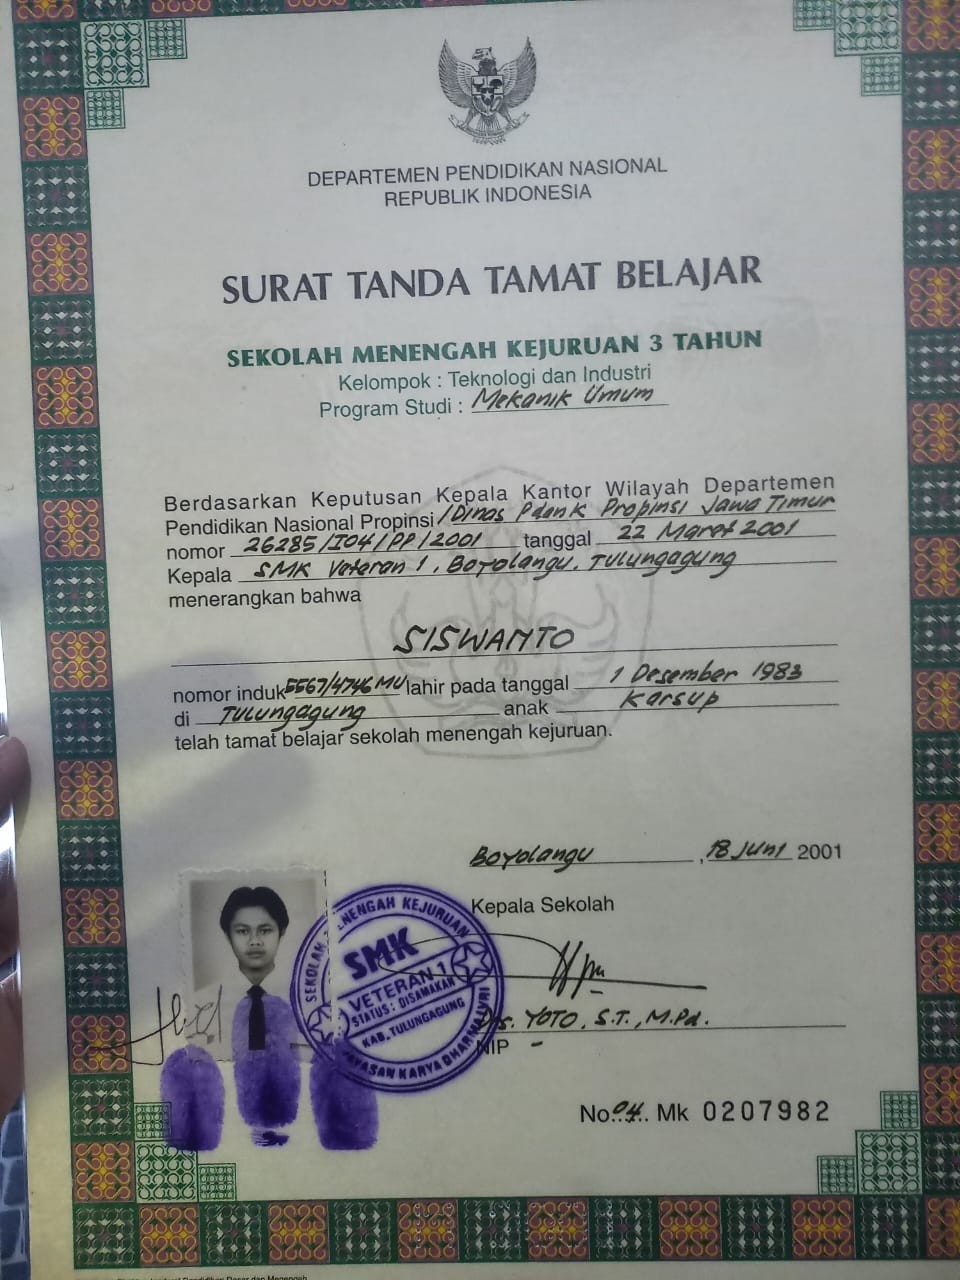 DEPARTEMEN PENDIDIKAN NASIONAL
REPUBLIK INDONESIA
SURAT TANDA TAMAT BELAJAR
SEKOLAH MENENGAH KEJURUAN 3 TAHUN
Kelompok : Teknologi dan Industri
Program Studi : Mekanik Umum
Berdasarkan Keputusan Kepala Kantor Wilayah Departemen
Pendidikan Nasional Propinsi /Dinas P dan K Propinsi Jawa Timur
nomor 26285/I04/PP/2001 tanggal 22 Maret 2001
Kepala SMK Veteran 1, Boyolangu, Tulungagung
menerangkan bahwa
SISWANTO
nomor induk 5567/4746 MU lahir pada tanggal 1 Desember 1983
di Tulungagung anak Karsup
telah tamat belajar sekolah menengah kejuruan.
Boyolangu, 18 Juni 2001
Kepala Sekolah
SEKOLAH MENENGAH KEJURUAN
SMK
VETERAN 1
STATUS : DISAMAKAN
KAB. TULUNGAGUNG
YAYASAN KARYA DHARMA
Drs. YOTO, S.T., M.Pd.
NIP -
No. 04. Mk 0207982
Pendidikan Dasar dan Menengah